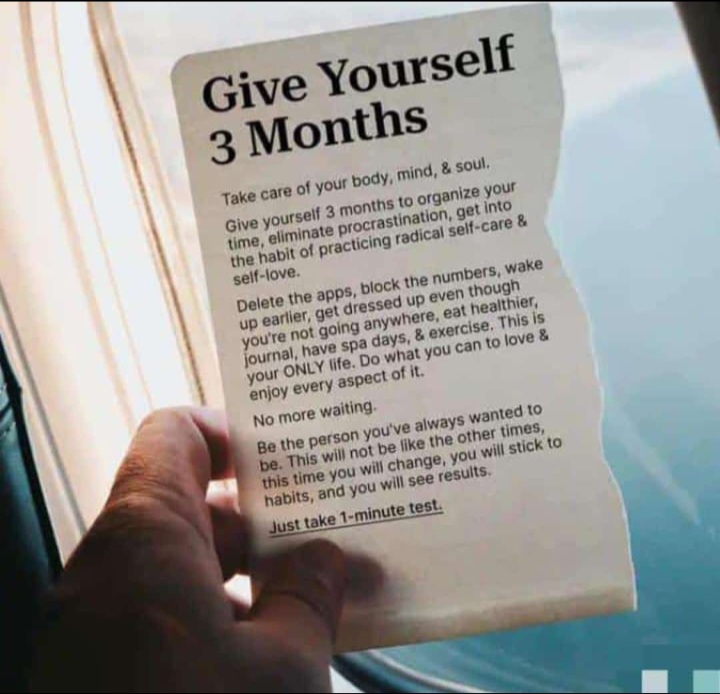 Give Yourself
3 Months
Take care of your body, mind, & soul.
Give yourself 3 months to organize your
time, eliminate procrastination, get into
the habit of practicing radical self-care &
self-love.
Delete the apps, block the numbers, wake
up earlier, get dressed up even though
you're not going anywhere, eat healthier,
journal, have spa days, & exercise. This is
your ONLY life. Do what you can to love &
enjoy every aspect of it.
No more waiting.
Be the person you've always wanted to
be. This will not be like the other times,
this time you will change, you will stick to
habits, and you will see results.
Just take 1-minute test.